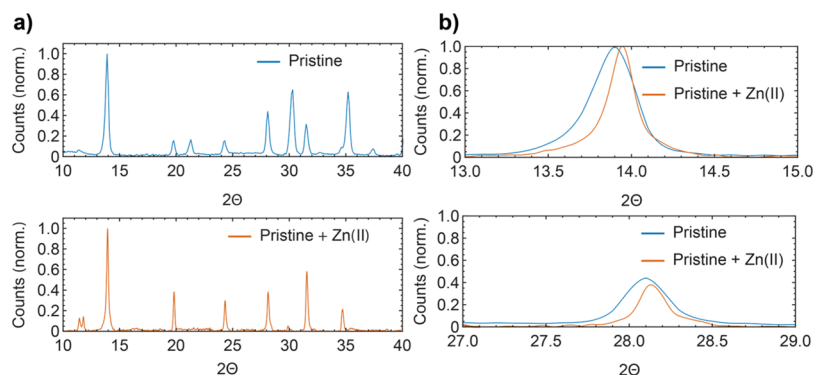 a)
Counts (norm.)
1.0
0.8
0.6
0.4
0.2
0
Pristine
10 15 20 25 30 35 40
2Θ
Counts (norm.)
1.0
0.8
0.6
0.4
0.2
0
Pristine + Zn(II)
10 15 20 25 30 35 40
2Θ
b)
Counts (norm.)
1.0
0.8
0.6
0.4
0.2
0
Pristine
Pristine + Zn(II)
13.0 13.5 14.0 14.5 15.0
2Θ
Counts (norm.)
1.0
0.8
0.6
0.4
0.2
0
Pristine
Pristine + Zn(II)
27.0 27.5 28.0 28.5 29.0
2Θ